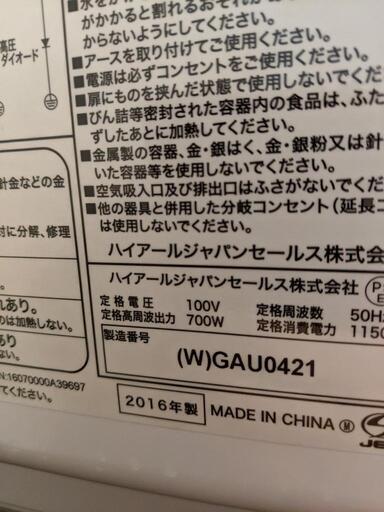 ■水をか
がかかると割れるおそれが
からないようにしてください。
■アースを取り付けてご使用ください。
■電源は必ずコンセントをご使用くだ
■扉にものを挟んだ状態で使用しないでくだ
■びん詰等密封された容器内の食品は、ふた
ずしたあとに加熱してください。
■金属製の容器、金・銀はく、金・銀粉又は針
いた容器等を使用しないでください。
■空気吸入口及び排出口はふさがないでくださ
■他の器具と併用した分岐コンセント(延長コ
は使用しないでください。
高圧
ダイオード
針金などの金
対に分解、修理
ハイアールジャパンセールス株式会
ハイアールジャパンセールス株式会社
定格電圧 100V 定格周波数 50H
定格高周波出力 700W 定格消費電力 115
製造番号
(W)GAU0421
れあり。
のは加熱しない。
あり
ない。
N:16070000A39697
てください。
2016年製 MADE IN CHINA Ⓜ